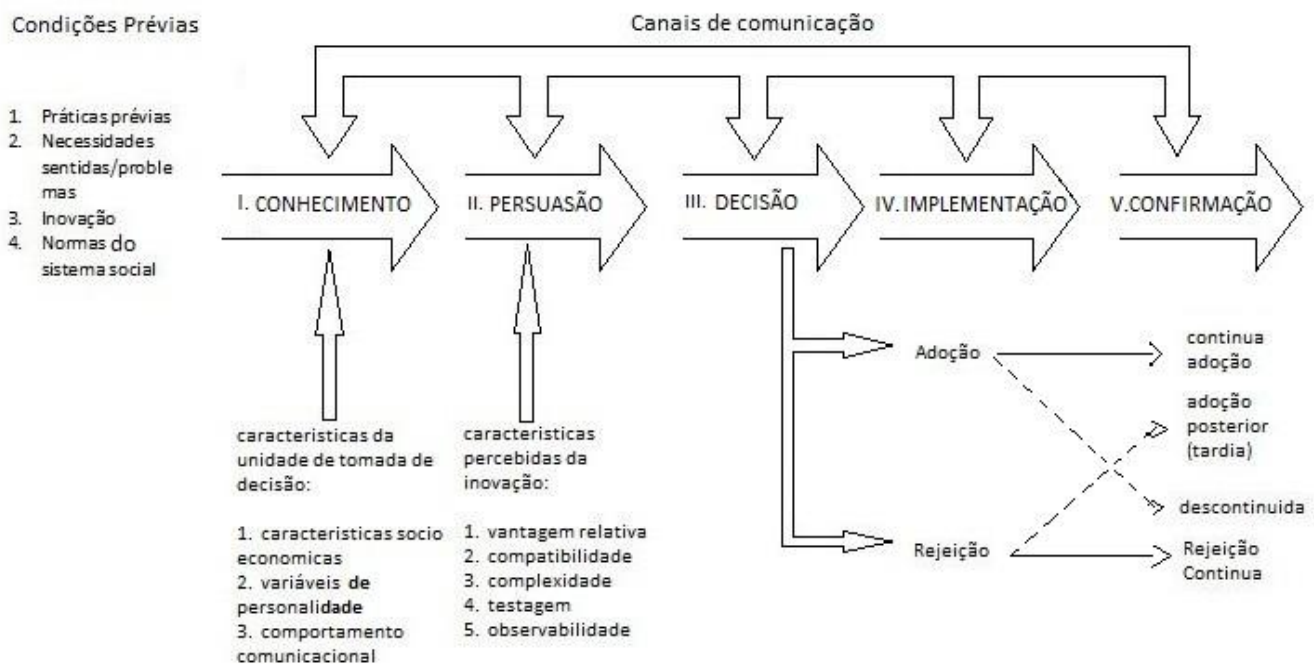 Condições Prévias
Canais de comunicação
1. Práticas prévias
2. Necessidades
sentidas/proble
mas
3. Inovação
4. Normas do
sistema social
I. CONHECIMENTO
II. PERSUASÃO
III. DECISÃO
IV. IMPLEMENTAÇÃO
V.CONFIRMAÇÃO
caracteristicas da
unidade de tomada de
decisão:
1. caracteristicas socio
economicas
2. variáveis de
personalidade
3. comportamento
comunicacional
caracteristicas
percebidas da
inovação:
1. vantagem relativa
2. compatibilidade
3. complexidade
4. testagem
5. observabilidade
Adoção
Rejeição
continua
adoção
adoção
posterior
(tardia)
descontinuida
Rejeição
Continua